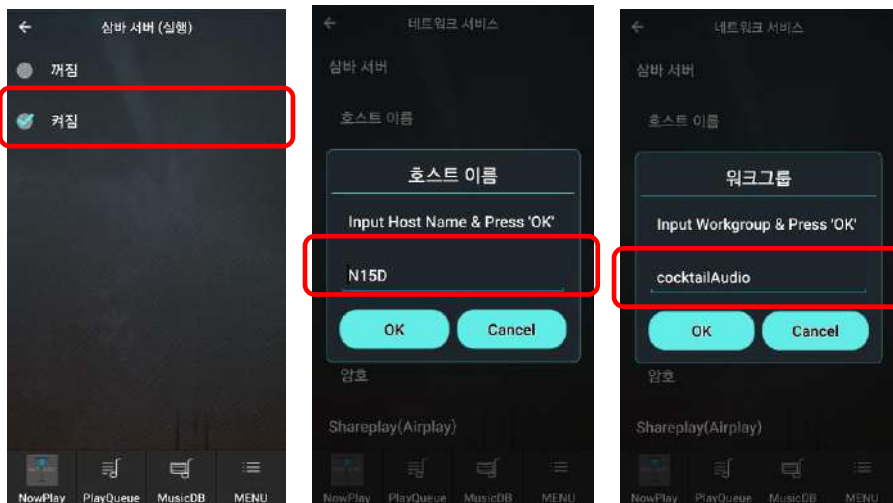 삼바 서버 (실행)
꺼짐
켜짐
NowPlay PlayQueue MusicDB MENU
네트워크 서비스
삼바 서버
호스트 이름
호스트 이름
Input Host Name & Press 'OK'
N15D
OK Cancel
암호
Shareplay(Airplay)
NowPlay PlayQueue MusicDB MENU
네트워크 서비스
삼바 서버
호스트 이름
워크그룹
Input Workgroup & Press 'OK'
cocktailAudio
OK Cancel
암호
Shareplay(Airplay)
NowPlay PlayQueue MusicDB MENU